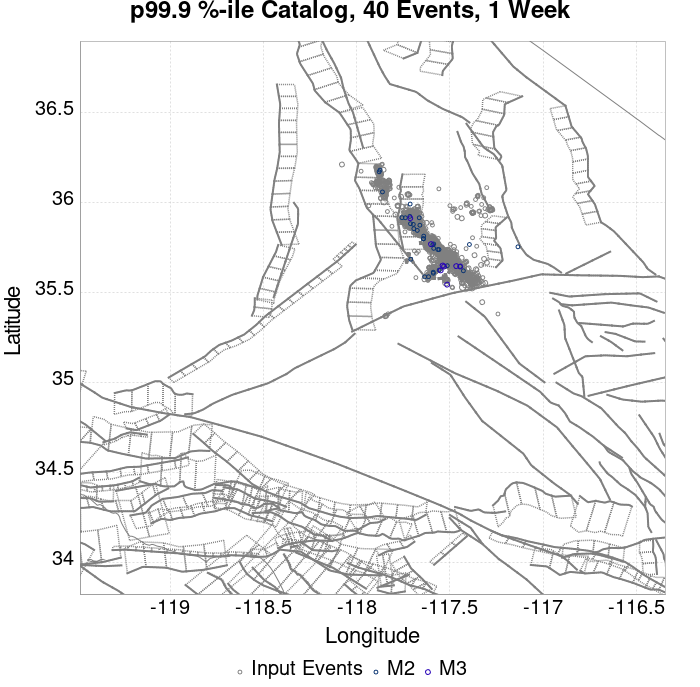 p99.9 %-ile Catalog, 40 Events, 1 Week
Latitude
36.5
36
35.5
35
34.5
34
-119
-118.5
-118
-117.5
-117
-116.5
Longitude
Input Events
M2
M3